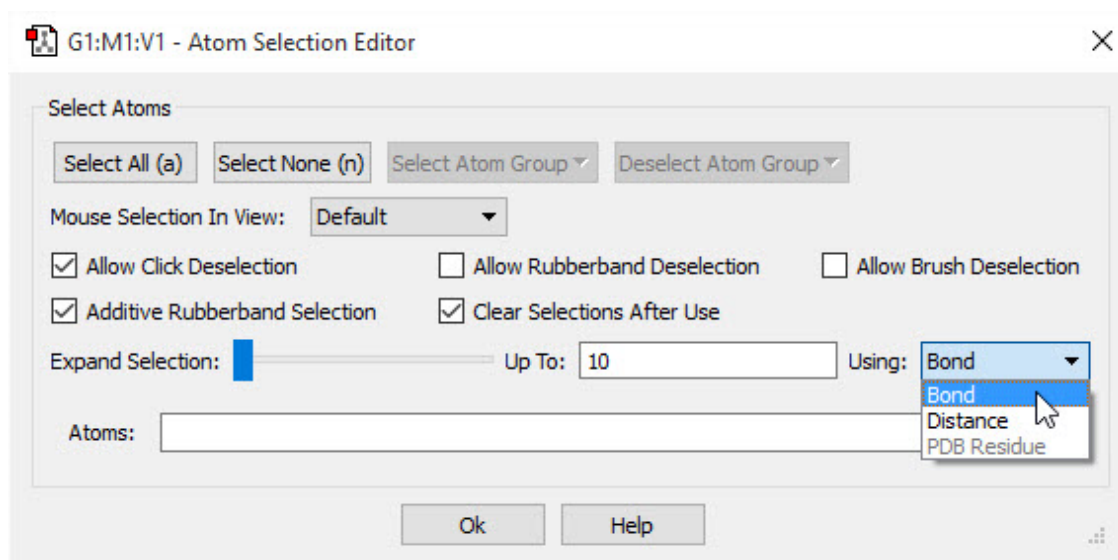 G1:M1:V1 - Atom Selection Editor
Select Atoms
Select All (a) Select None (n) Select Atom Group Deselect Atom Group
Mouse Selection In View: Default
Allow Click Deselection Allow Rubberband Deselection Allow Brush Deselection
Additive Rubberband Selection Clear Selections After Use
Expand Selection: Up To: 10 Using: Bond
Bond
Distance
Atoms:
PDB Residue
Ok Help